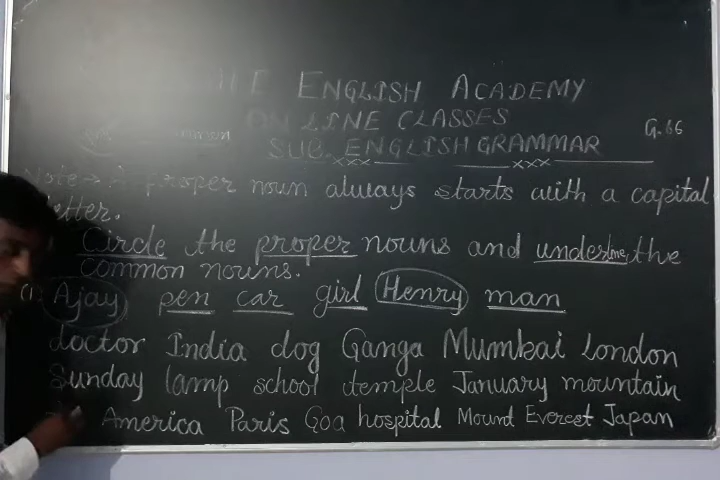 ENGLISH ACADEMY
ON LINE CLASSES
SUB. ENGLISH GRAMMAR G.66
Note → A proper noun always starts with a capital
letter.
Circle the proper nouns and underline the
common nouns.
(1) Ajay pen car girl Henry man
doctor India dog Ganga Mumbai London
Sunday lamp school temple January mountain
America Paris Goa hospital Mount Everest Japan